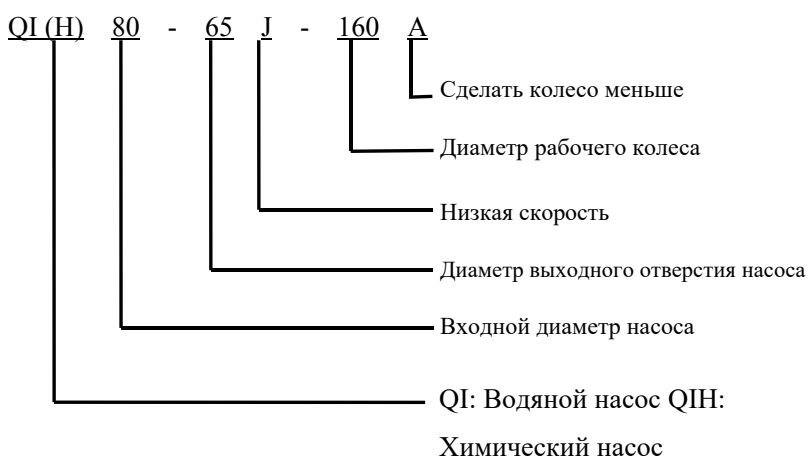 QI (H) 80 - 65 J - 160 A
Сделать колесо меньше
Диаметр рабочего колеса
Низкая скорость
Диаметр выходного отверстия насоса
Входной диаметр насоса
QI: Водяной насос QIH:
Химический насос